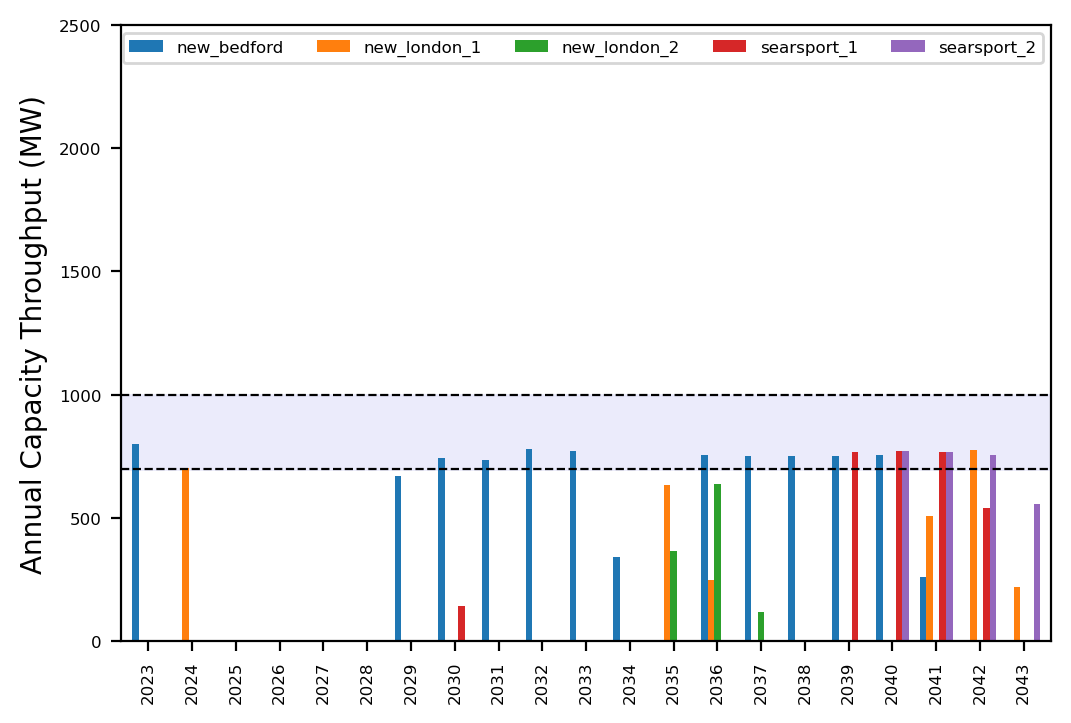 Annual Capacity Throughput (MW)
2500
2000
1500
1000
500
0
new_bedford new_london_1 new_london_2 searsport_1 searsport_2
2023 2024 2025 2026 2027 2028 2029 2030 2031 2032 2033 2034 2035 2036 2037 2038 2039 2040 2041 2042 2043